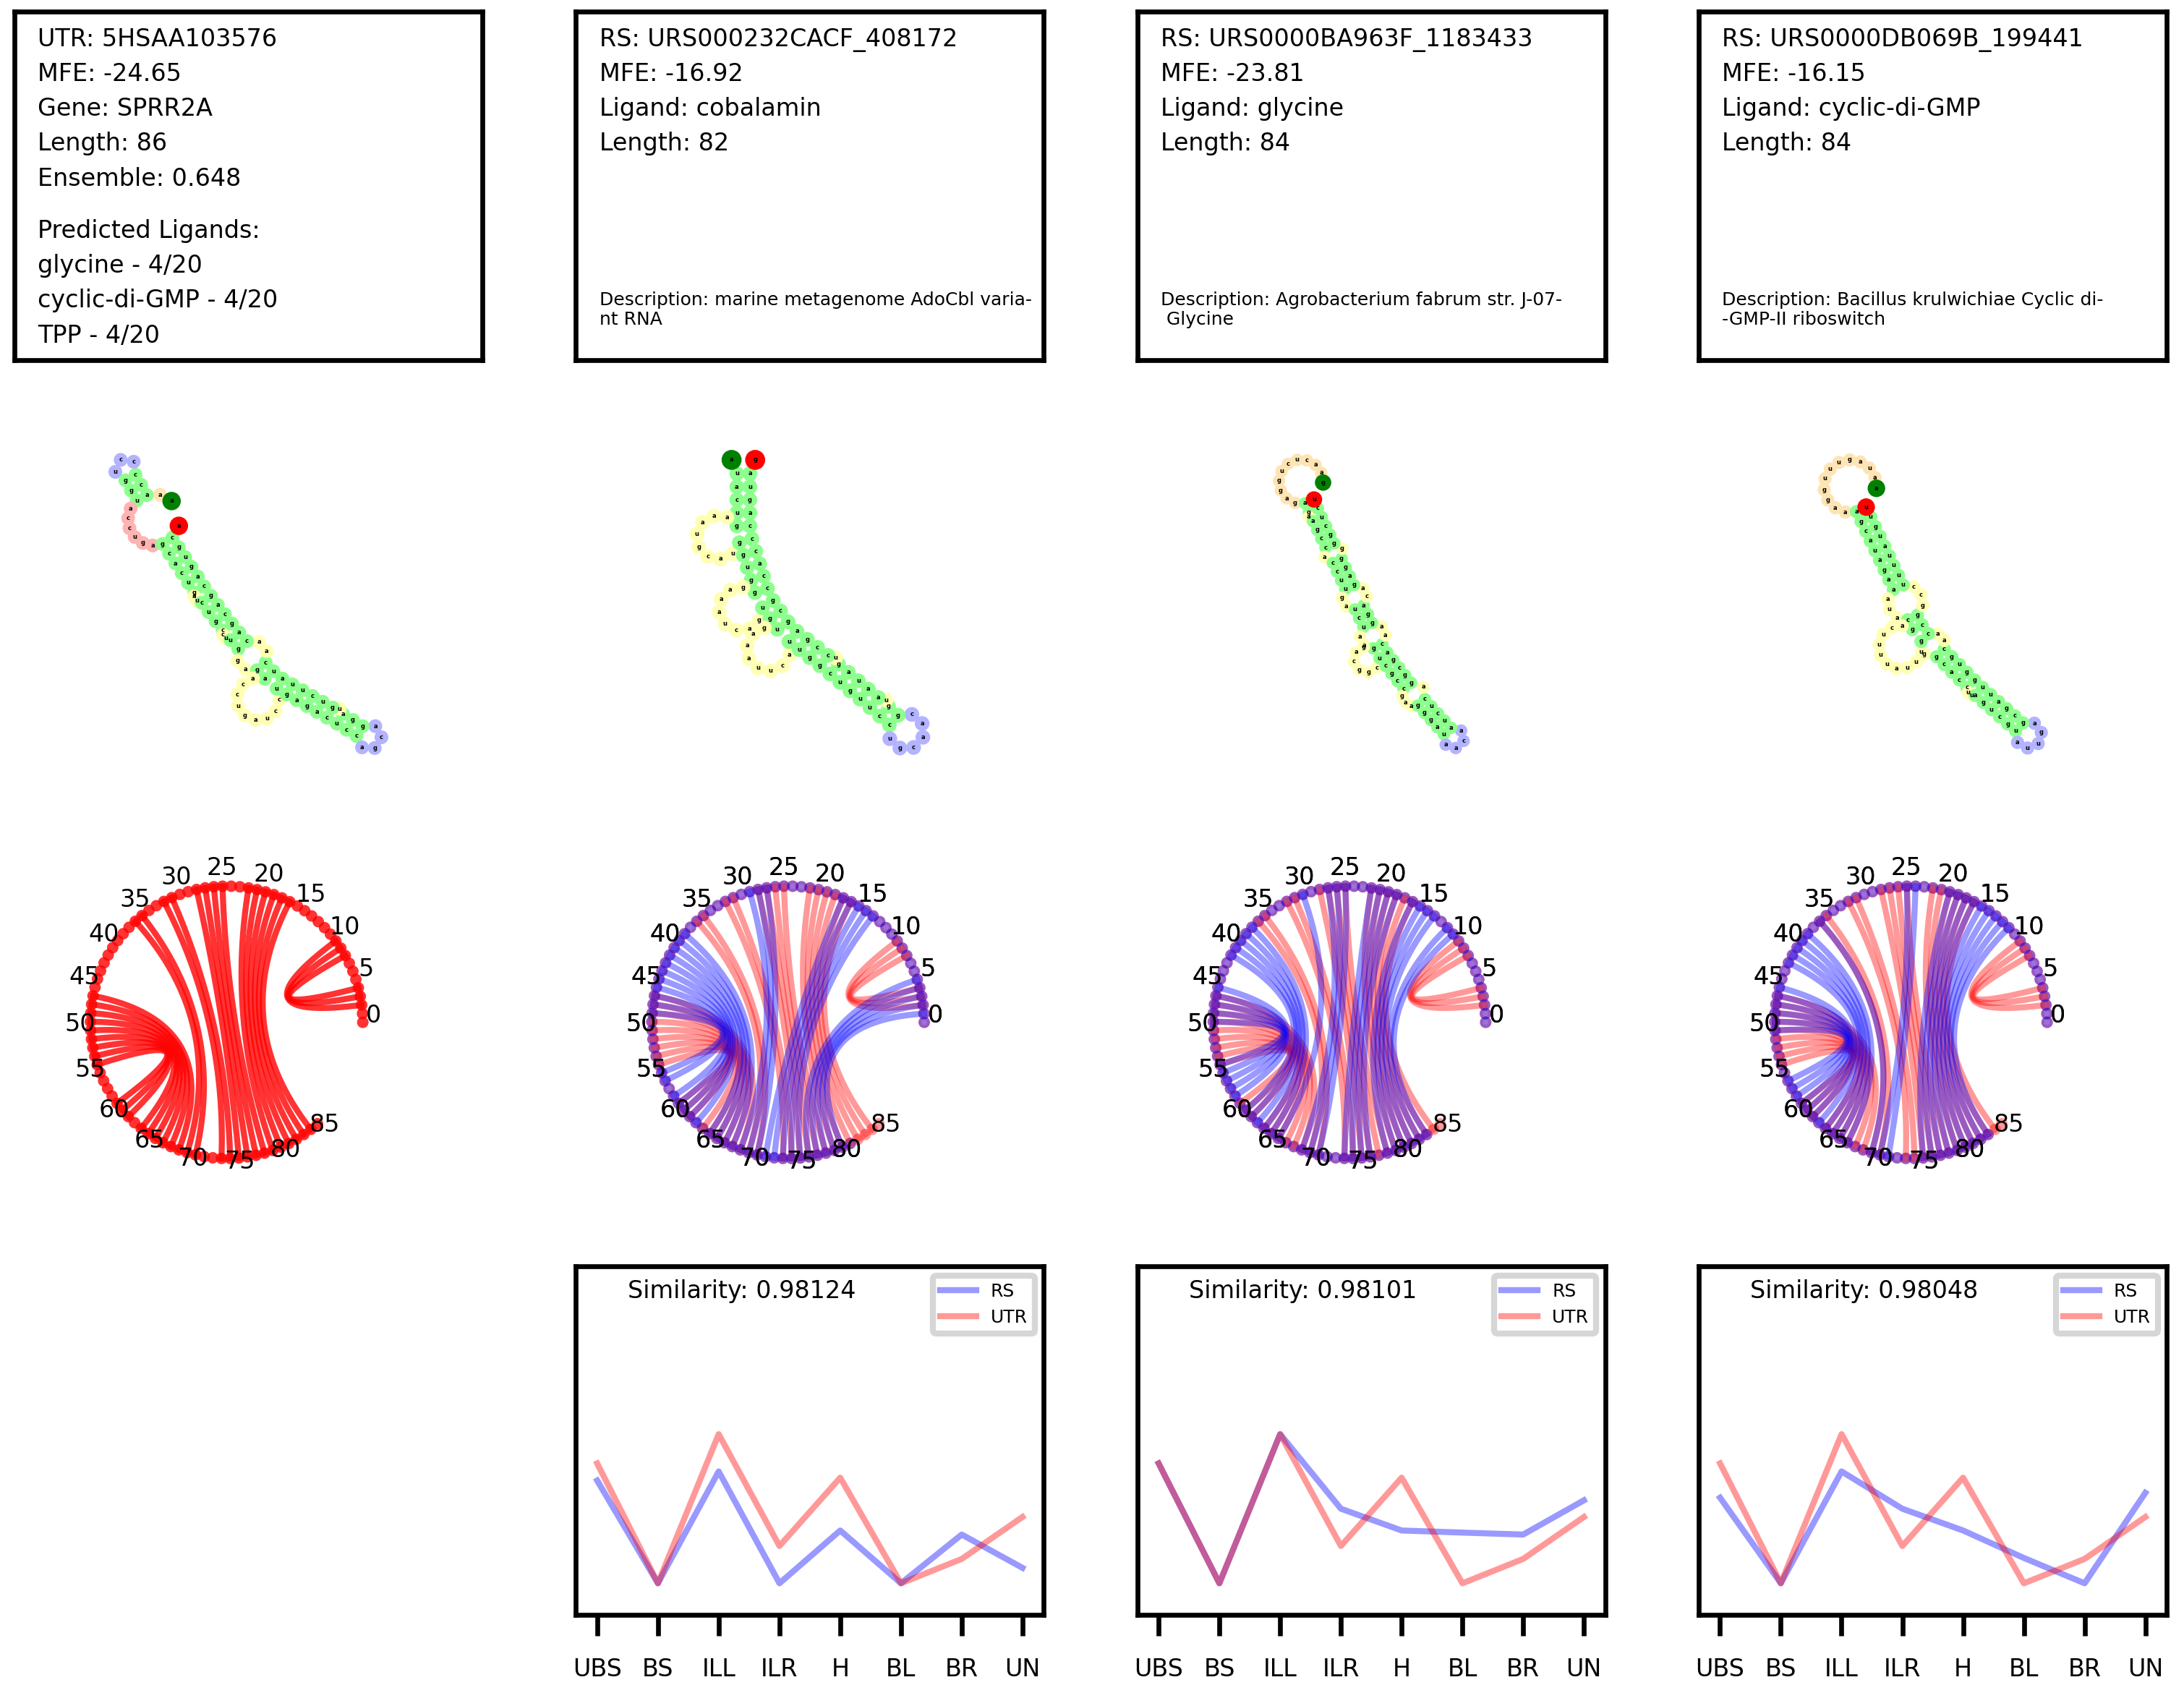 UTR: 5HSAA103576
MFE: -24.65
Gene: SPRR2A
Length: 86
Ensemble: 0.648
Predicted Ligands:
glycine - 4/20
cyclic-di-GMP - 4/20
TPP - 4/20
RS: URS000232CACF_408172
MFE: -16.92
Ligand: cobalamin
Length: 82
Description: marine metagenome AdoCbl varia-
nt RNA
RS: URS0000BA963F_1183433
MFE: -23.81
Ligand: glycine
Length: 84
Description: Agrobacterium fabrum str. J-07-
Glycine
RS: URS0000DB069B_199441
MFE: -16.15
Ligand: cyclic-di-GMP
Length: 84
Description: Bacillus krulwichiae Cyclic di-
-GMP-II riboswitch
0 5 10 15 20 25 30 35 40 45 50 55 60 65 70 75 80 85
0 5 10 15 20 25 30 35 40 45 50 55 60 65 70 75 80 85
0 5 10 15 20 25 30 35 40 45 50 55 60 65 70 75 80 85
0 5 10 15 20 25 30 35 40 45 50 55 60 65 70 75 80 85
Similarity: 0.98124
RS
UTR
UBS BS ILL ILR H BL BR UN
Similarity: 0.98101
RS
UTR
UBS BS ILL ILR H BL BR UN
Similarity: 0.98048
RS
UTR
UBS BS ILL ILR H BL BR UN